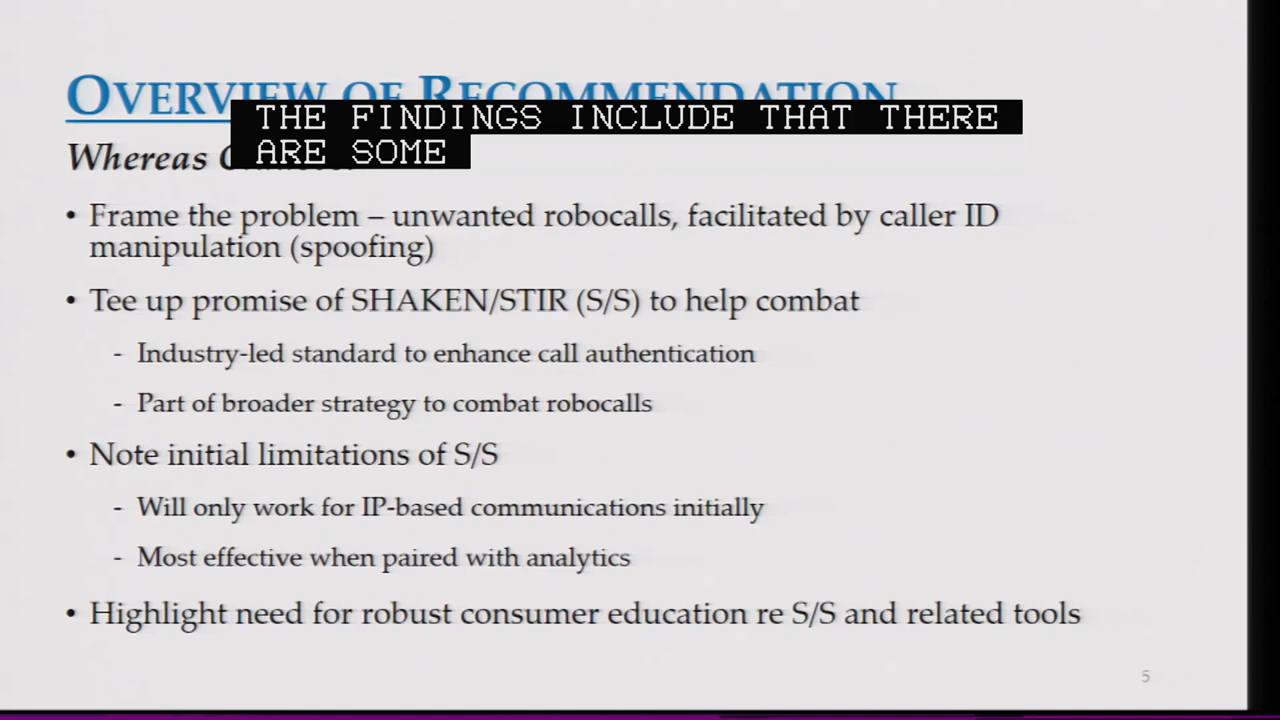 OVERVIEW OF RECOMMENDATION
THE FINDINGS INCLUDE THAT THERE
ARE SOME
Whereas
• Frame the problem – unwanted robocalls, facilitated by caller ID
manipulation (spoofing)
• Tee up promise of SHAKEN/STIR (S/S) to help combat
- Industry-led standard to enhance call authentication
- Part of broader strategy to combat robocalls
• Note initial limitations of S/S
- Will only work for IP-based communications initially
- Most effective when paired with analytics
• Highlight need for robust consumer education re S/S and related tools
5